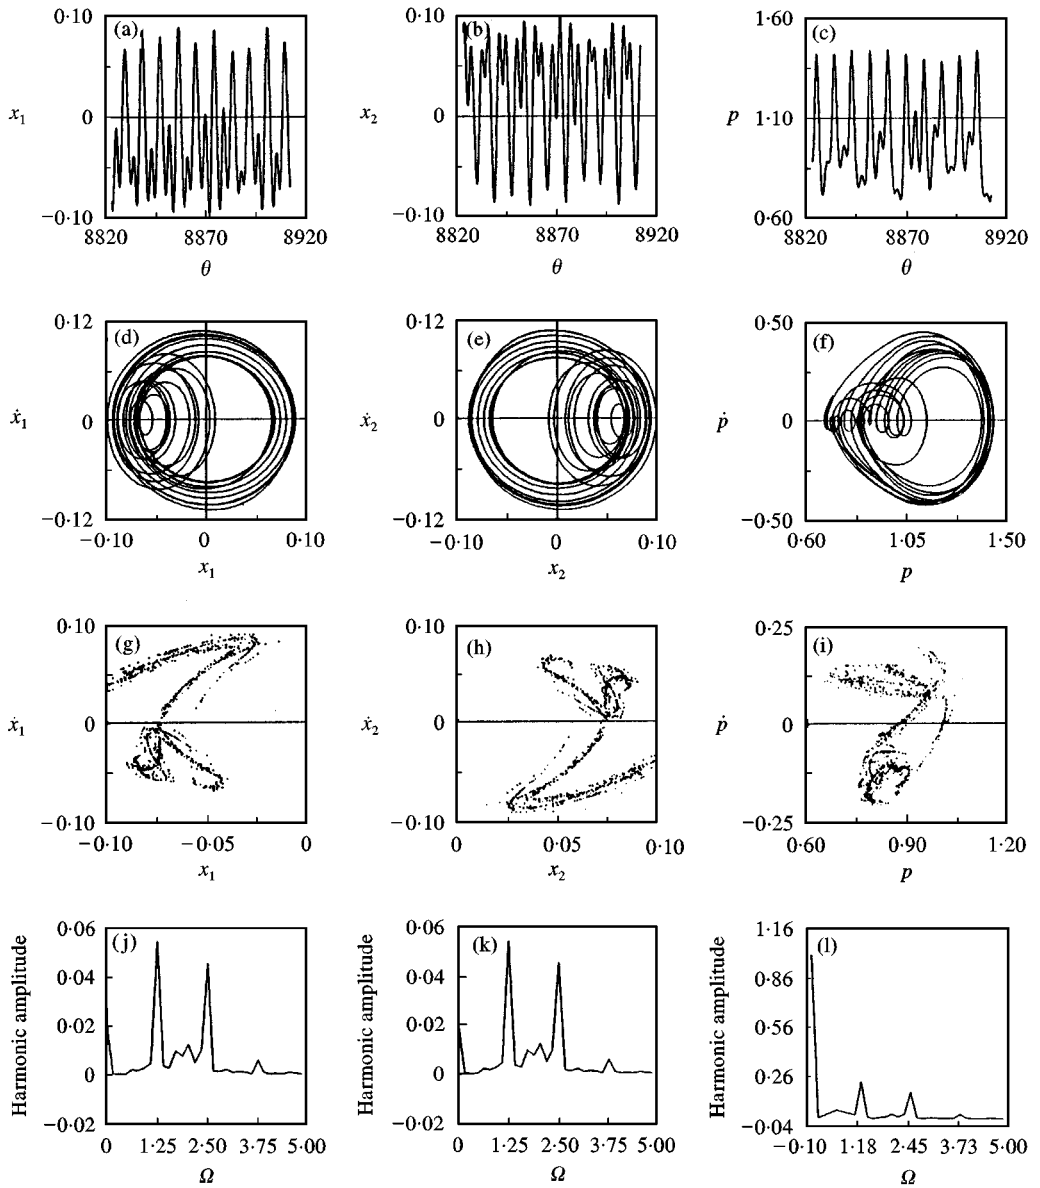 0·10 (a) 0·10 (b) 1·60 (c)
x1 0 x2 0 p 1·10
−0·10 −0·10 0·60
8820 8870 8920 8820 8870 8920 8820 8870 8920
θ θ θ
0·12 (d) 0·12 (e) 0·50 (f)
ẋ1 0 ẋ2 0 ṗ 0
−0·12 −0·12 −0·50
−0·10 0 0·10 −0·10 0 0·10 0·60 1·05 1·50
x1 x2 p
0·10 (g) 0·10 (h) 0·25 (i)
ẋ1 0 ẋ2 0 ṗ 0
−0·10 −0·10 −0·25
−0·10 −0·05 0 0 0·05 0·10 0·60 0·90 1·20
x1 x2 p
Harmonic amplitude 0·06 (j) Harmonic amplitude 0·06 (k) Harmonic amplitude 1·16 (l)
0·04 0·04 0·86
0·02 0·02 0·56
0 0 0·26
−0·02 −0·02 −0·04
0 1·25 2·50 3·75 5·00 0 1·25 2·50 3·75 5·00 −0·10 1·18 2·45 3·73 5·00
Ω Ω Ω